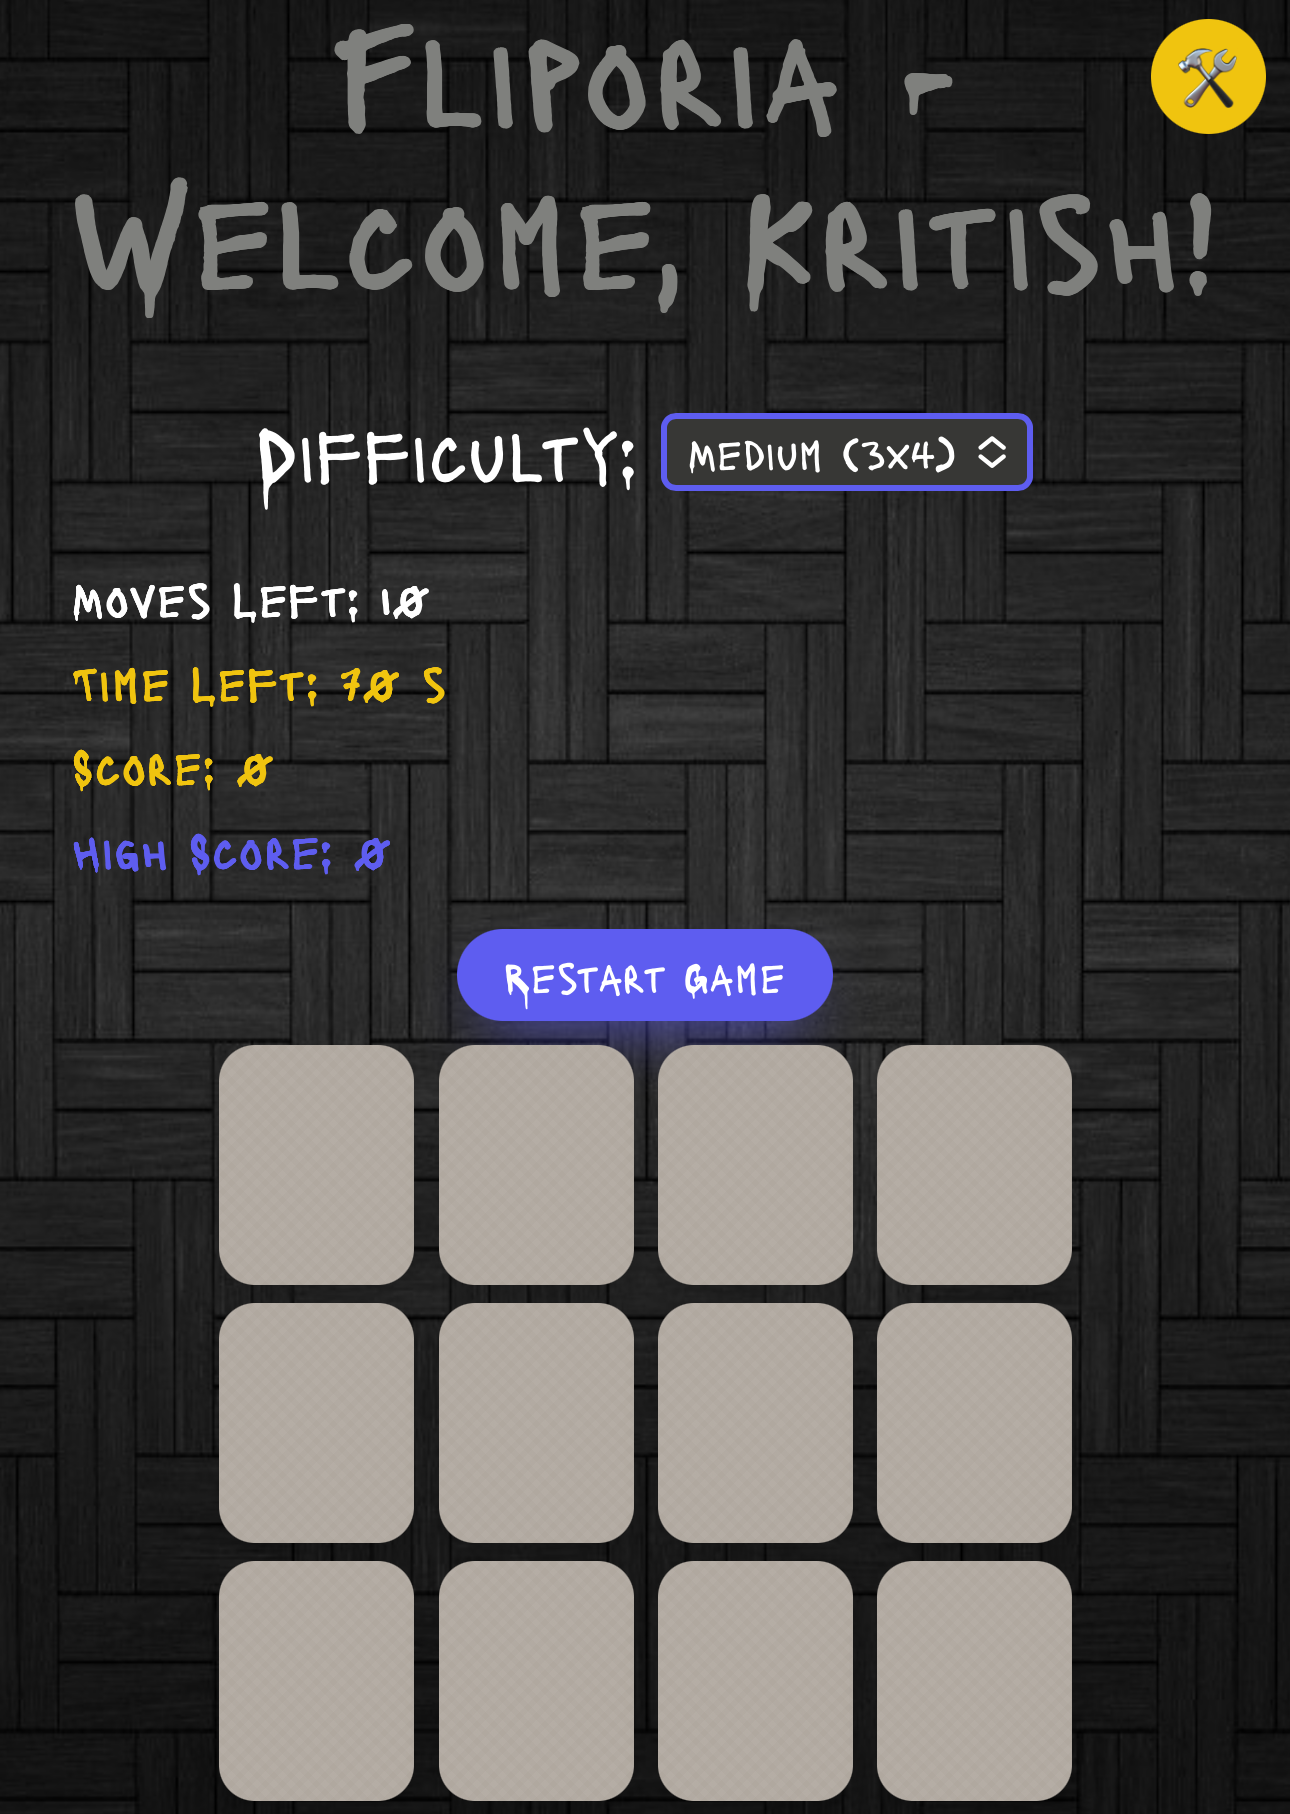 Fliporia -
Welcome, Kritish!
Difficulty: Medium (3x4)
Moves Left: 10
Time Left: 70 s
Score: 0
High Score: 0
Restart Game